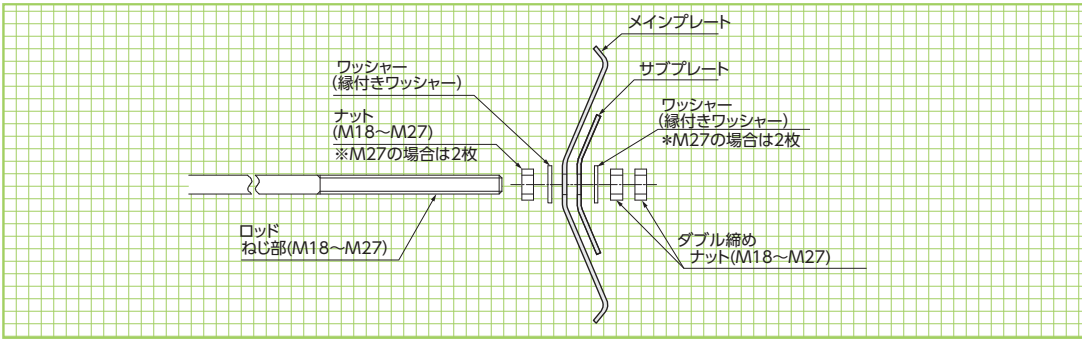 メインプレート
サブプレート
ワッシャー
(縁付きワッシャー)
ワッシャー
(縁付きワッシャー)
*M27の場合は2枚
ナット
(M18〜M27)
※M27の場合は2枚
ロッド
ねじ部(M18〜M27)
ダブル締め
ナット(M18〜M27)